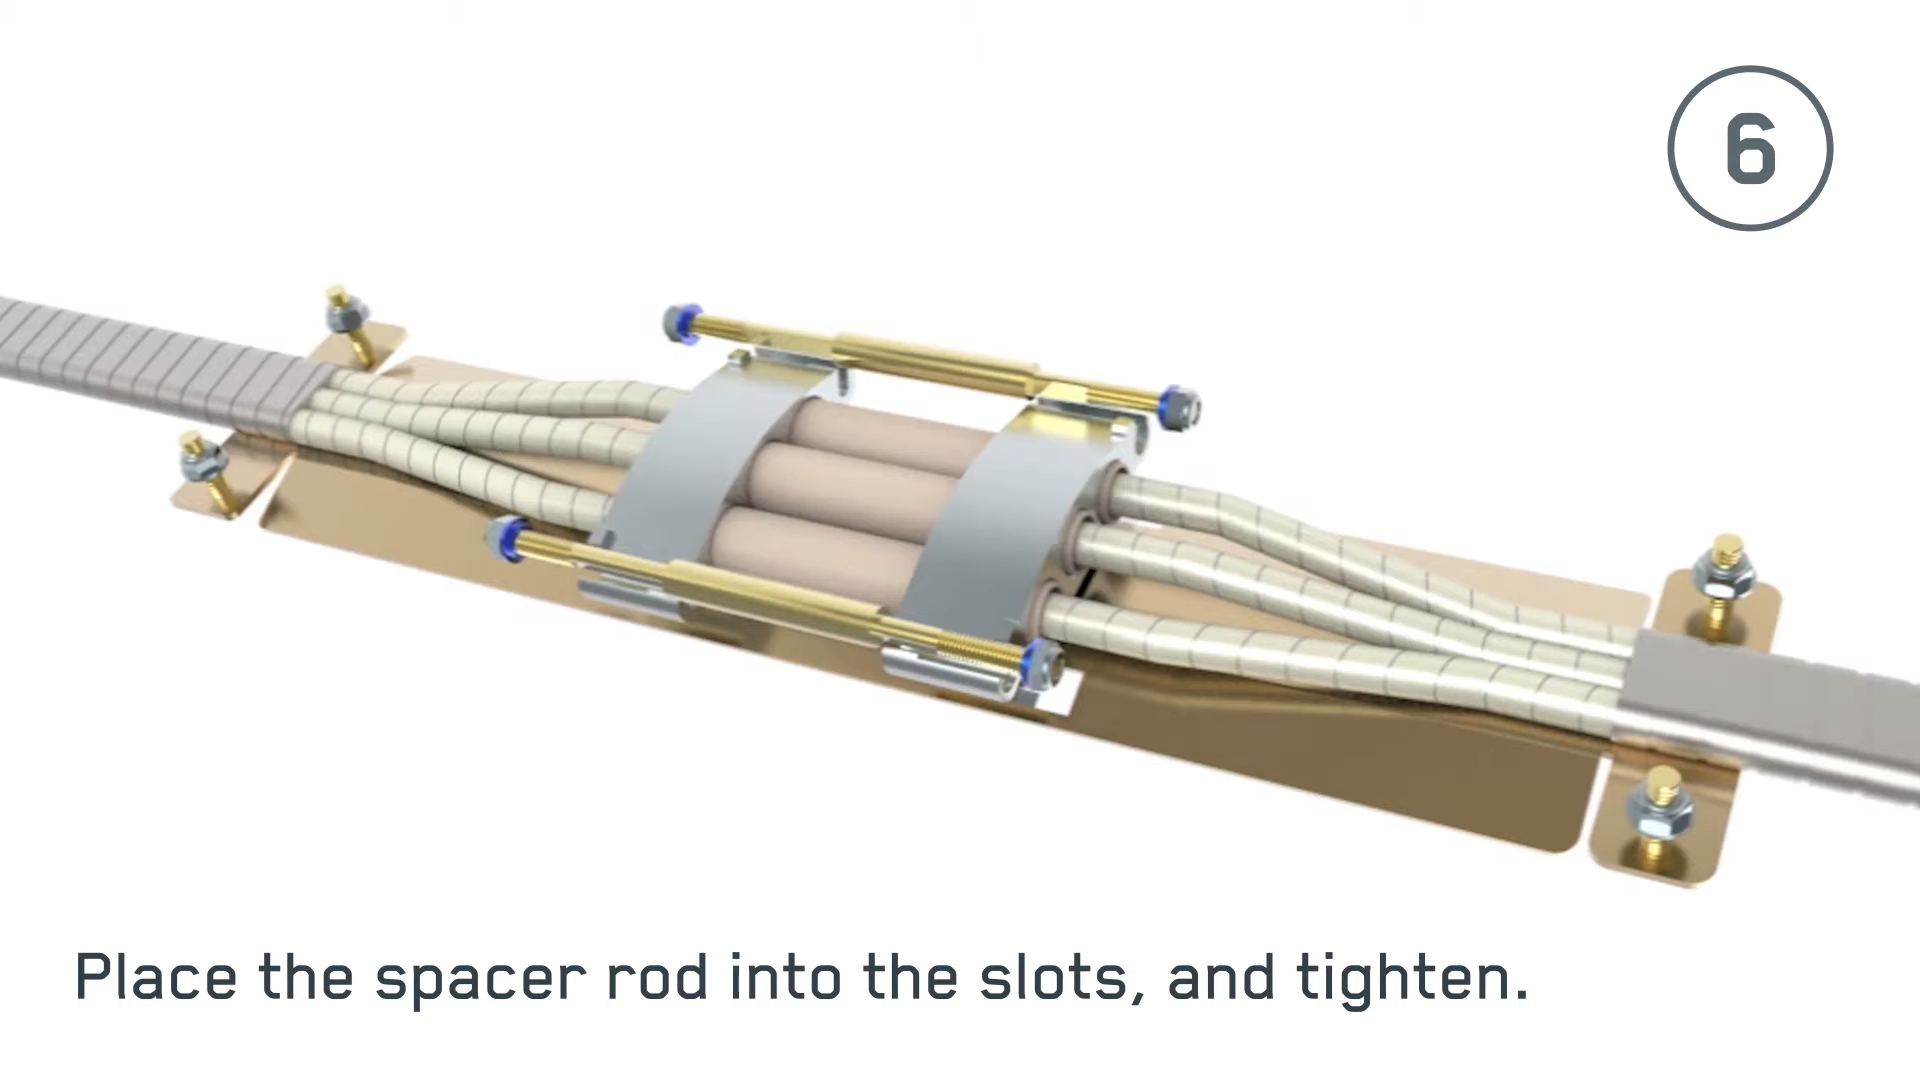 6
Place the spacer rod into the slots, and tighten.